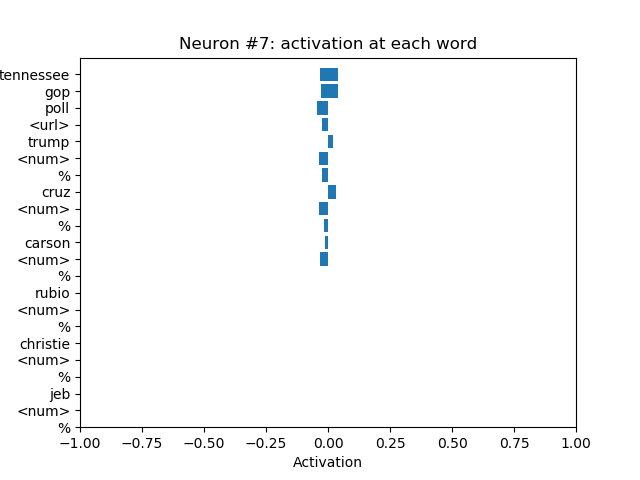 Neuron #7: activation at each word
tennessee
gop
poll
<url>
trump
<num>
%
cruz
<num>
%
carson
<num>
%
rubio
<num>
%
christie
<num>
%
jeb
<num>
%
−1.00 −0.75 −0.50 −0.25 0.00 0.25 0.50 0.75 1.00
Activation